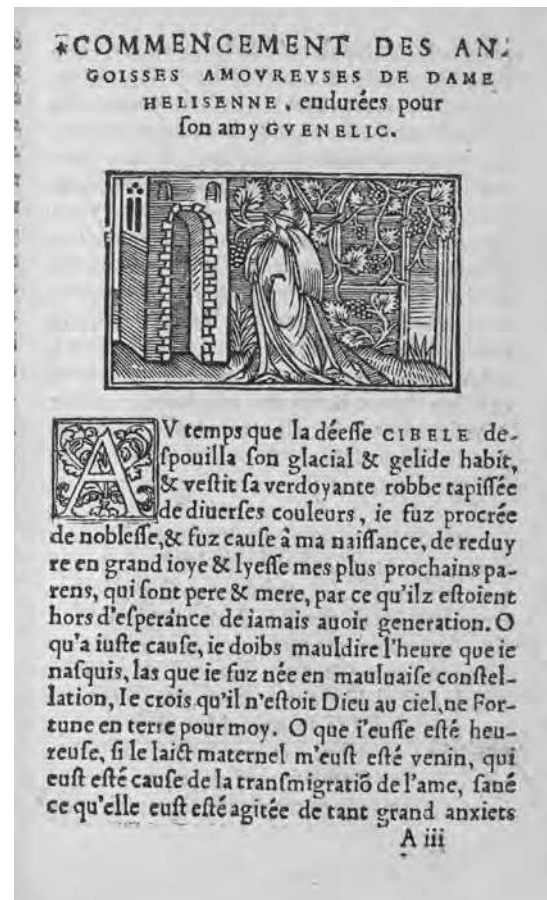 *COMMENCEMENT DES AN-
GOISSES AMOVREVSES DE DAME
HELISENNE, endurées pour
ſon amy GVENELIC.
AV temps que la déeſſe CIBELE de-
ſpouilla ſon glacial & gelide habit,
& veſtit ſa verdoyante robbe tapiſſée
de diuerſes couleurs, ie fuz procrée
de nobleſſe, & fuz cauſe â ma naiſſance, de reduy
re en grand ioye & lyeſſe mes plus prochains pa-
rens, qui ſont pere & mere, par ce qu'ilz eſtoient
hors d'eſperánce de iamais auoir generation. O
qu'a iuſte cauſe, ie doibs mauldire l'heure que ie
naſquis, las que ie fuz née en mauluaiſe conſtel-
lation, Ie crois qu'il n'eſtoit Dieu au ciel, ne For-
tune en terre pour moy. O que i'euſſe eſté heu-
reuſe, ſi le laict maternel m'euſt eſté venin, qui
euſt eſté cauſe de la tranſmigratiõ de l'ame, ſané
ce qu'elle euſt eſté agitée de tant grand anxiets
A iii